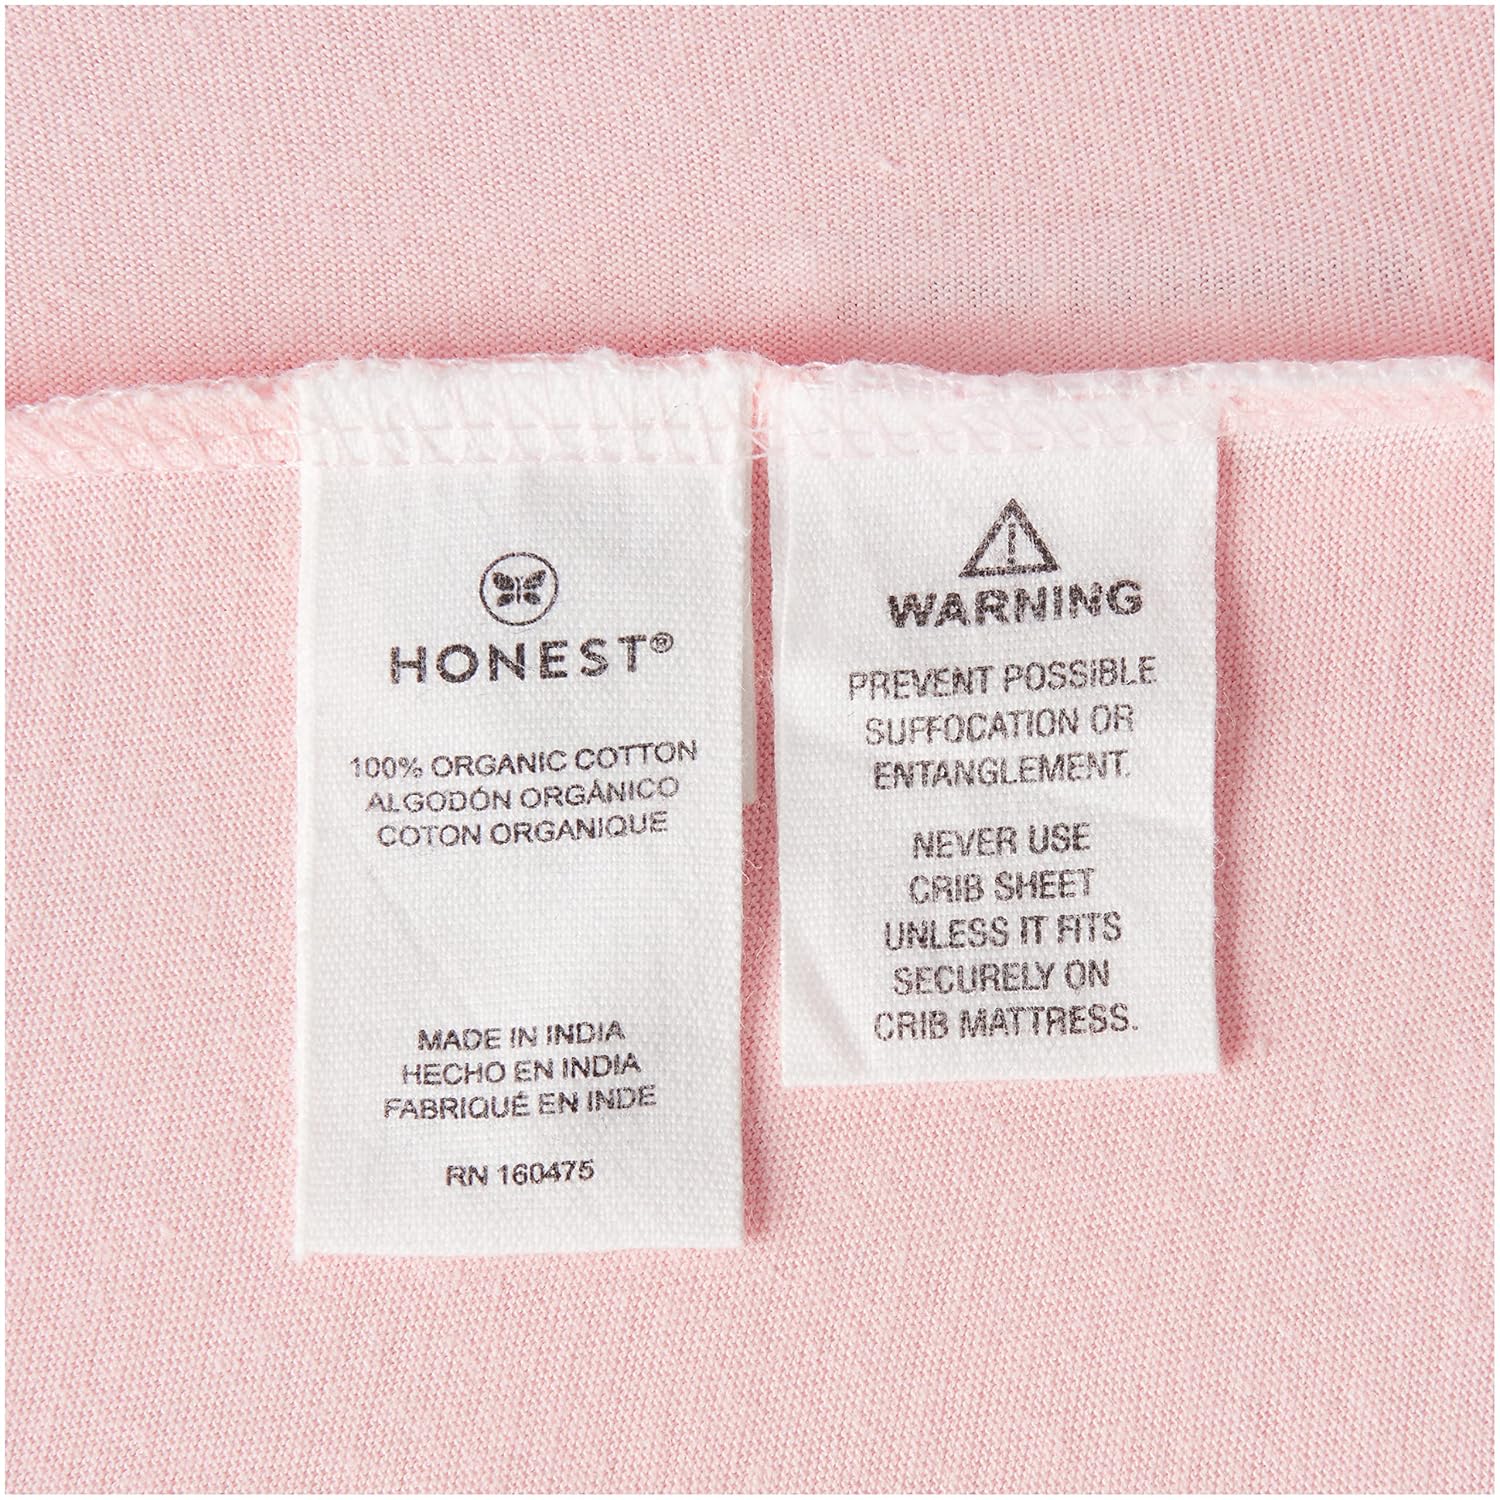 HONEST®
100% ORGANIC COTTON
ALGODÓN ORGÁNICO
COTON ORGANIQUE
MADE IN INDIA
HECHO EN INDIA
FABRIQUÉ EN INDE
RN 160475
WARNING
PREVENT POSSIBLE
SUFFOCATION OR
ENTANGLEMENT.
NEVER USE
CRIB SHEET
UNLESS IT FITS
SECURELY ON
CRIB MATTRESS.